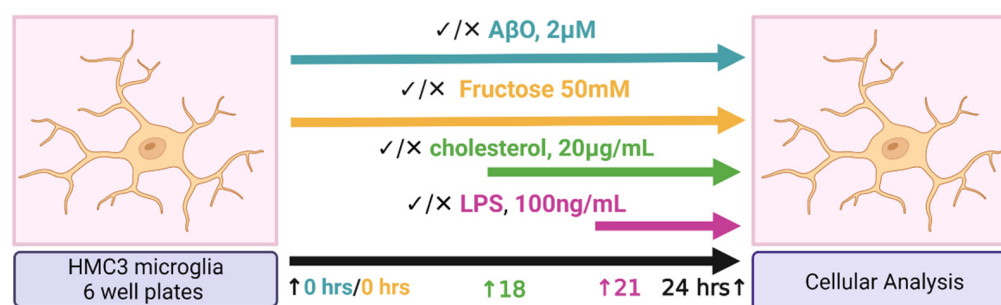 ✓/✕ AβO, 2µM
✓/✕ Fructose 50mM
✓/✕ cholesterol, 20µg/mL
✓/✕ LPS, 100ng/mL
HMC3 microglia
6 well plates
↑0 hrs/0 hrs ↑18 ↑21 24 hrs↑
Cellular Analysis